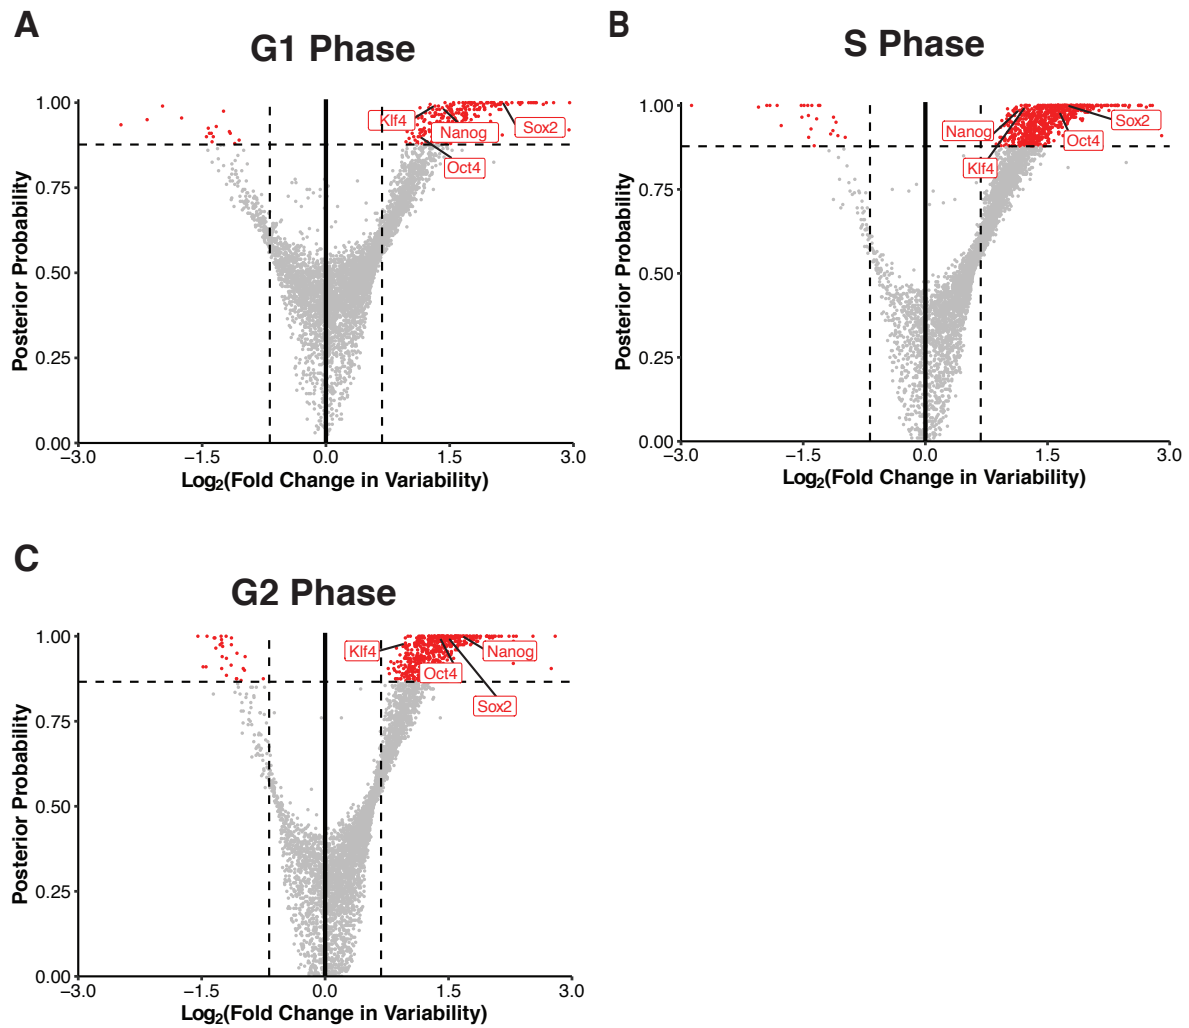 A
G1 Phase
1.00
0.75
0.50
0.25
0.00
Posterior Probability
Klf4
Nanog
Sox2
Oct4
−3.0
−1.5
0.0
1.5
3.0
Log2(Fold Change in Variability)
B
S Phase
1.00
0.75
0.50
0.25
0.00
Posterior Probability
Nanog
Sox2
Oct4
Klf4
−3.0
−1.5
0.0
1.5
3.0
Log2(Fold Change in Variability)
C
G2 Phase
1.00
0.75
0.50
0.25
0.00
Posterior Probability
Klf4
Nanog
Oct4
Sox2
−3.0
−1.5
0.0
1.5
3.0
Log2(Fold Change in Variability)